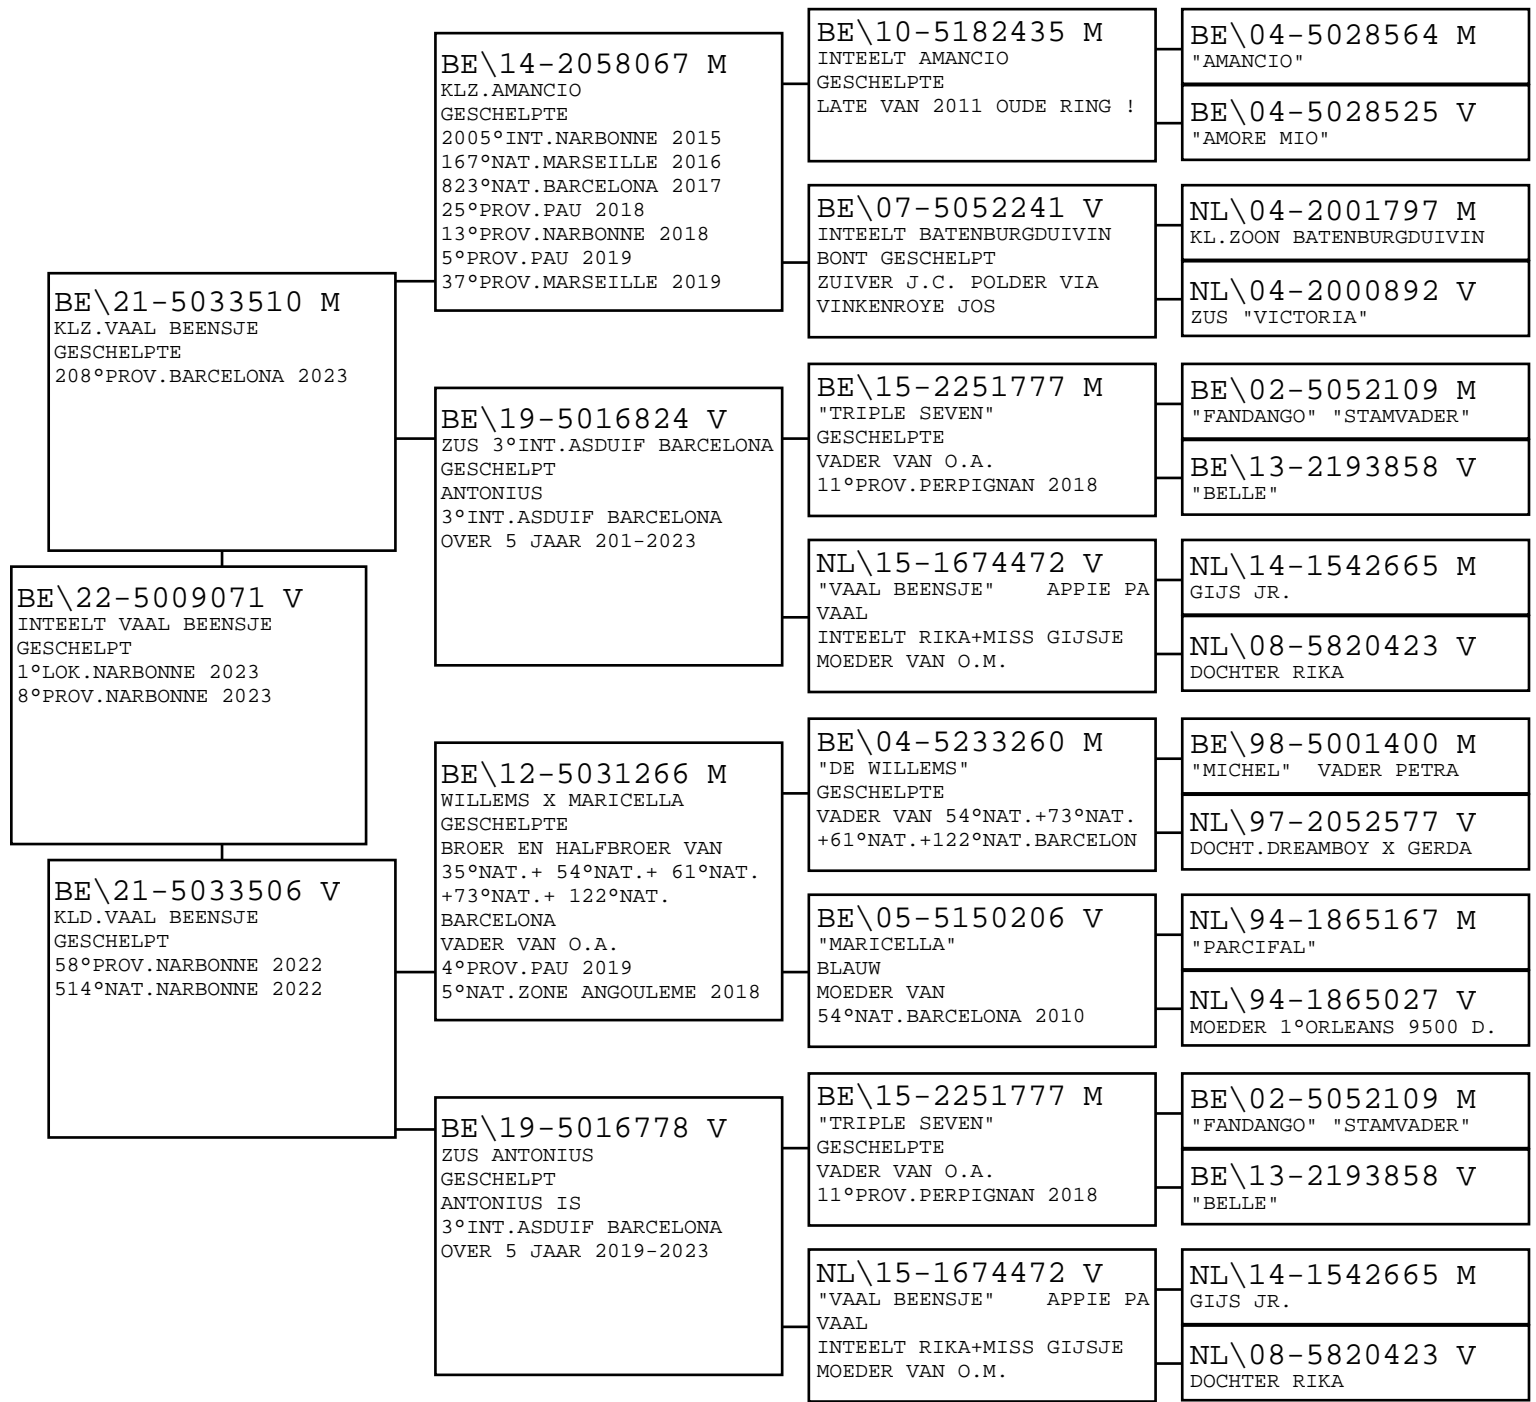 BE\22-5009071 V
INTEELT VAAL BEENSJE
GESCHELPT
1°LOK.NARBONNE 2023
8°PROV.NARBONNE 2023
BE\21-5033510 M
KLZ.VAAL BEENSJE
GESCHELPTE
208°PROV.BARCELONA 2023
BE\21-5033506 V
KLD.VAAL BEENSJE
GESCHELPT
58°PROV.NARBONNE 2022
514°NAT.NARBONNE 2022
BE\14-2058067 M
KLZ.AMANCIO
GESCHELPTE
2005°INT.NARBONNE 2015
167°NAT.MARSEILLE 2016
823°NAT.BARCELONA 2017
25°PROV.PAU 2018
13°PROV.NARBONNE 2018
5°PROV.PAU 2019
37°PROV.MARSEILLE 2019
BE\19-5016824 V
ZUS 3°INT.ASDUIF BARCELONA
GESCHELPT
ANTONIUS
3°INT.ASDUIF BARCELONA
OVER 5 JAAR 201-2023
BE\12-5031266 M
WILLEMS X MARICELLA
GESCHELPTE
BROER EN HALFBROER VAN
35°NAT.+ 54°NAT.+ 61°NAT.
+73°NAT.+ 122°NAT.
BARCELONA
VADER VAN O.A.
4°PROV.PAU 2019
5°NAT.ZONE ANGOULEME 2018
BE\19-5016778 V
ZUS ANTONIUS
GESCHELPT
ANTONIUS IS
3°INT.ASDUIF BARCELONA
OVER 5 JAAR 2019-2023
BE\10-5182435 M
INTEELT AMANCIO
GESCHELPTE
LATE VAN 2011 OUDE RING !
BE\07-5052241 V
INTEELT BATENBURGDUIVIN
BONT GESCHELPT
ZUIVER J.C. POLDER VIA
VINKENROYE JOS
BE\15-2251777 M
"TRIPLE SEVEN"
GESCHELPTE
VADER VAN O.A.
11°PROV.PERPIGNAN 2018
NL\15-1674472 V
"VAAL BEENSJE" APPIE PA
VAAL
INTEELT RIKA+MISS GIJSJE
MOEDER VAN O.M.
BE\04-5233260 M
"DE WILLEMS"
GESCHELPTE
VADER VAN 54°NAT.+73°NAT.
+61°NAT.+122°NAT.BARCELON
BE\05-5150206 V
"MARICELLA"
BLAUW
MOEDER VAN
54°NAT.BARCELONA 2010
BE\15-2251777 M
"TRIPLE SEVEN"
GESCHELPTE
VADER VAN O.A.
11°PROV.PERPIGNAN 2018
NL\15-1674472 V
"VAAL BEENSJE" APPIE PA
VAAL
INTEELT RIKA+MISS GIJSJE
MOEDER VAN O.M.
BE\04-5028564 M
"AMANCIO"
BE\04-5028525 V
"AMORE MIO"
NL\04-2001797 M
KL.ZOON BATENBURGDUIVIN
NL\04-2000892 V
ZUS "VICTORIA"
BE\02-5052109 M
"FANDANGO" "STAMVADER"
BE\13-2193858 V
"BELLE"
NL\14-1542665 M
GIJS JR.
NL\08-5820423 V
DOCHTER RIKA
BE\98-5001400 M
"MICHEL" VADER PETRA
NL\97-2052577 V
DOCHT.DREAMBOY X GERDA
NL\94-1865167 M
"PARCIFAL"
NL\94-1865027 V
MOEDER 1°ORLEANS 9500 D.
BE\02-5052109 M
"FANDANGO" "STAMVADER"
BE\13-2193858 V
"BELLE"
NL\14-1542665 M
GIJS JR.
NL\08-5820423 V
DOCHTER RIKA